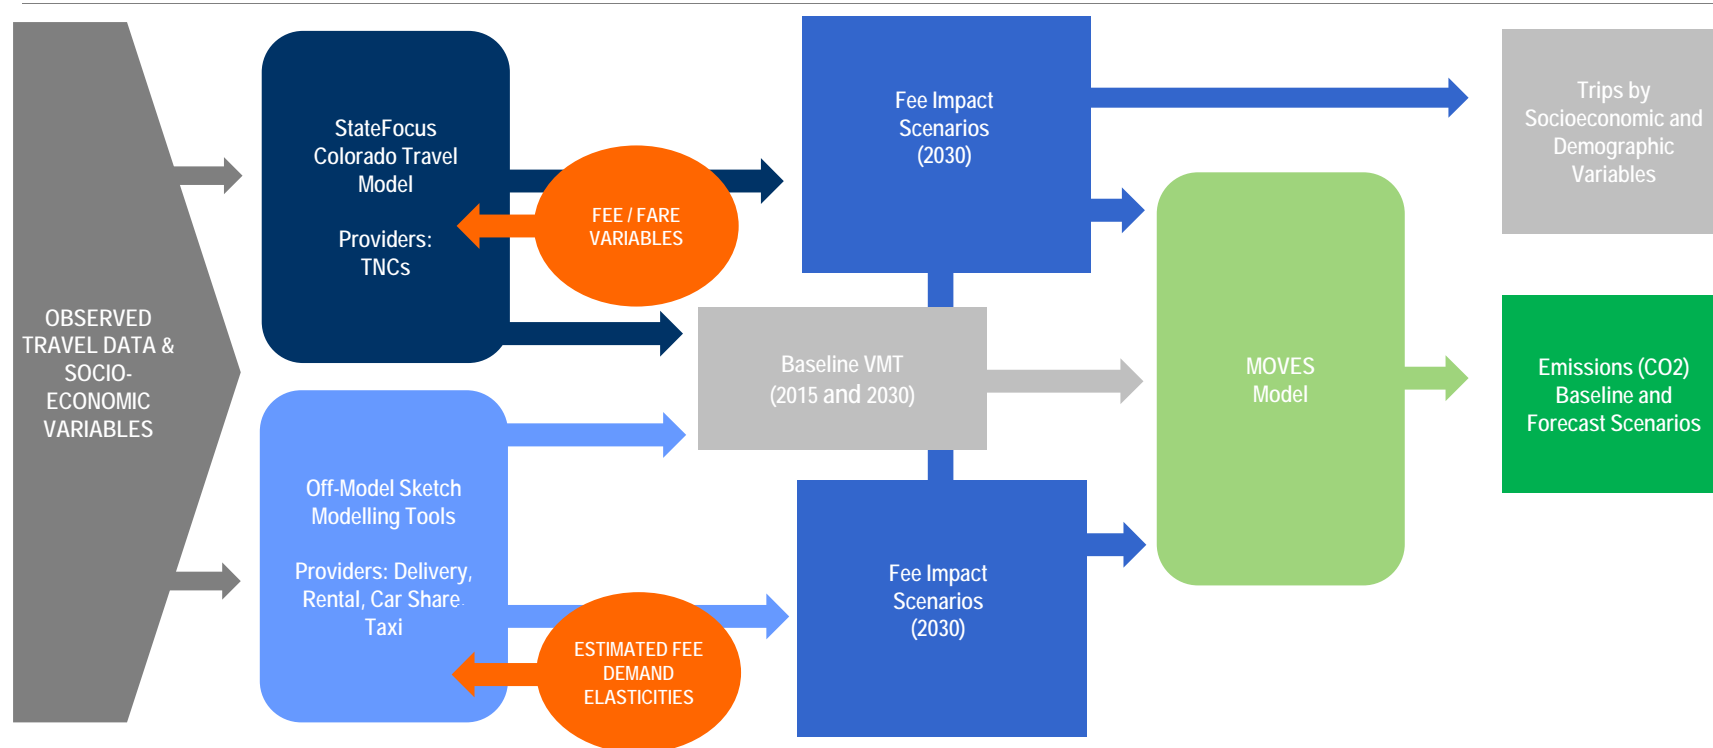 OBSERVED
TRAVEL DATA &
SOCIO-
ECONOMIC
VARIABLES
StateFocus
Colorado Travel
Model
Providers:
TNCs
FEE / FARE
VARIABLES
Fee Impact
Scenarios
(2030)
Trips by
Socioeconomic and
Demographic
Variables
Baseline VMT
(2015 and 2030)
MOVES
Model
Emissions (CO2)
Baseline and
Forecast Scenarios
Off-Model Sketch
Modelling Tools
Providers: Delivery,
Rental, Car Share,
Taxi
ESTIMATED FEE
DEMAND
ELASTICITIES
Fee Impact
Scenarios
(2030)